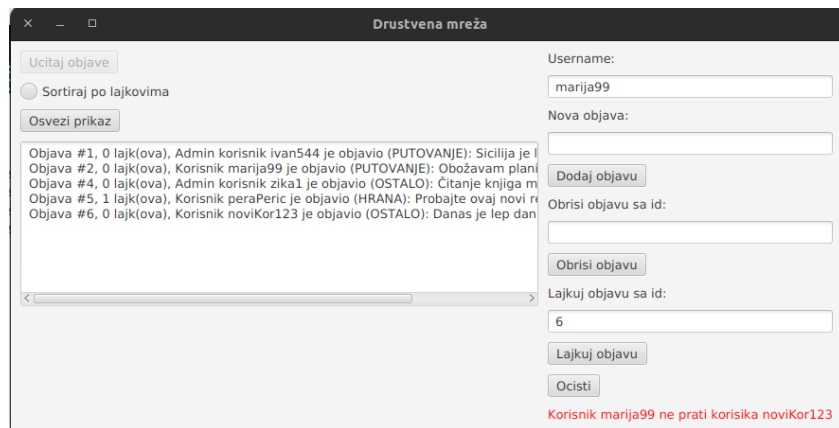 Drustvena mreža
Ucitaj objave
Sortiraj po lajkovima
Osvezi prikaz
Objava #1, 0 lajk(ova), Admin korisnik ivan544 je objavio (PUTOVANJE): Sicilija je l
Objava #2, 0 lajk(ova), Korisnik marija99 je objavio (PUTOVANJE): Obožavam plani
Objava #4, 0 lajk(ova), Admin korisnik zika1 je objavio (OSTALO): Čitanje knjiga m
Objava #5, 1 lajk(ova), Korisnik peraPeric je objavio (HRANA): Probajte ovaj novi re
Objava #6, 0 lajk(ova), Korisnik noviKor123 je objavio (OSTALO): Danas je lep dan
Username:
marija99
Nova objava:
Dodaj objavu
Obrisi objavu sa id:
Obrisi objavu
Lajkuj objavu sa id:
6
Lajkuj objavu
Ocisti
Korisnik marija99 ne prati korisika noviKor123